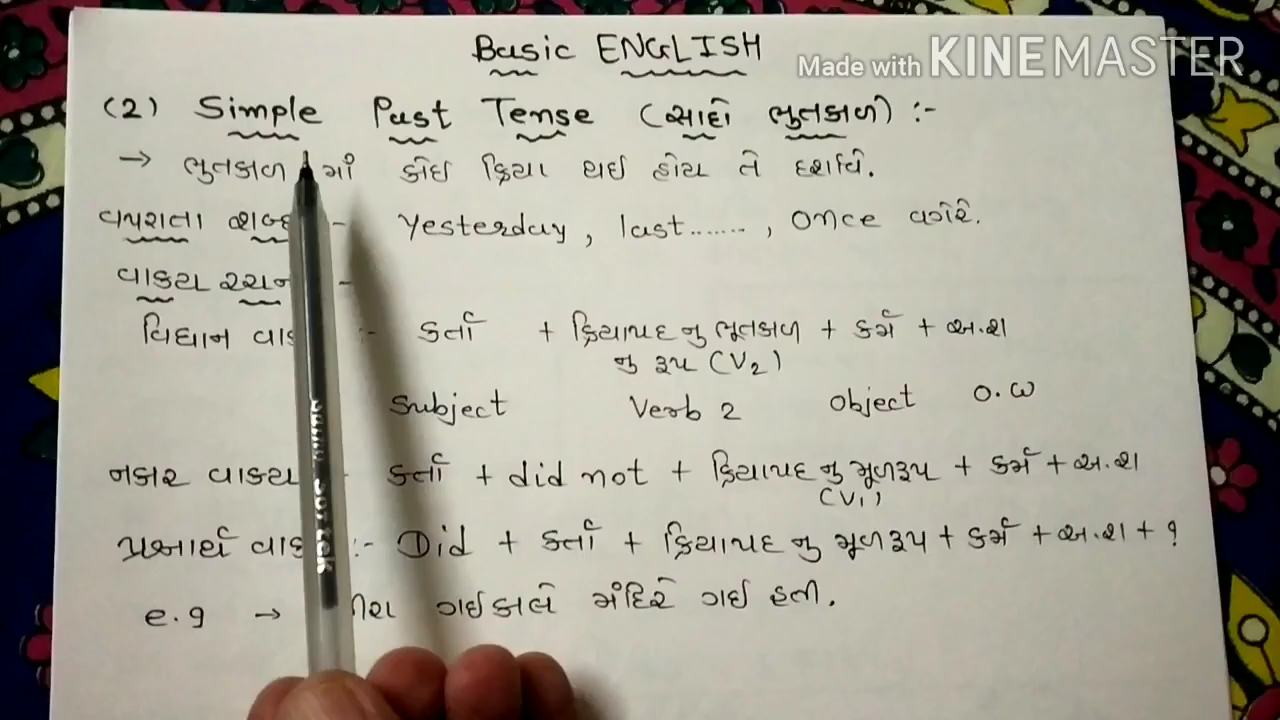 Basic ENGLISH
Made with KINEMASTER
(2) Simple Past Tense (સાદો ભુતકાળ) :-
→ ભુતકાળ માં કોઈ ક્રિયા થઈ હોય તે દર્શાવે.
વપરાતા શબ્દ - Yesterday, last......., once વગેરે.
વાક્ય રચન -
વિધાન વાક :- કર્તા + ક્રિયાપદ નુ ભૂતકાળ + કર્મ + અ.શ
નુ રૂપ (V2)
Subject Verb 2 Object O.W
નકાર વાક્ય - કર્તા + did not + ક્રિયાપદ નુ મૂળરૂપ + કર્મ + અ.શ
(V1)
પ્રશ્નાર્થ વાક :- Did + કર્તા + ક્રિયાપદ નુ મૂળરૂપ + કર્મ + અ.શ + ?
e.g → ગઈકાલે મંદિરે ગઈ હતી.